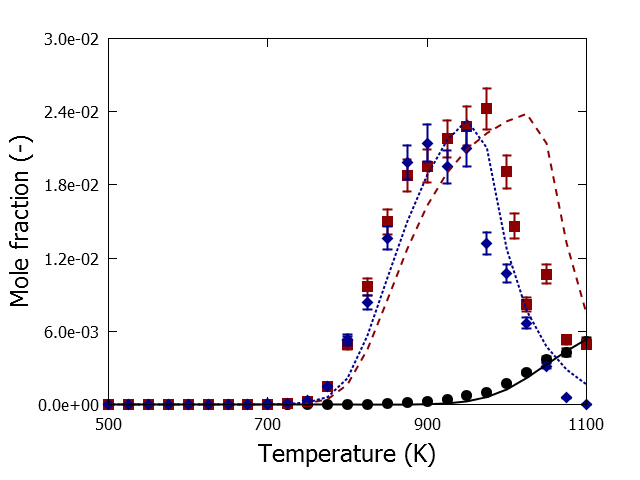 3.0e-02
2.4e-02
1.8e-02
1.2e-02
6.0e-03
0.0e+00
Mole fraction (-)
500
700
900
1100
Temperature (K)